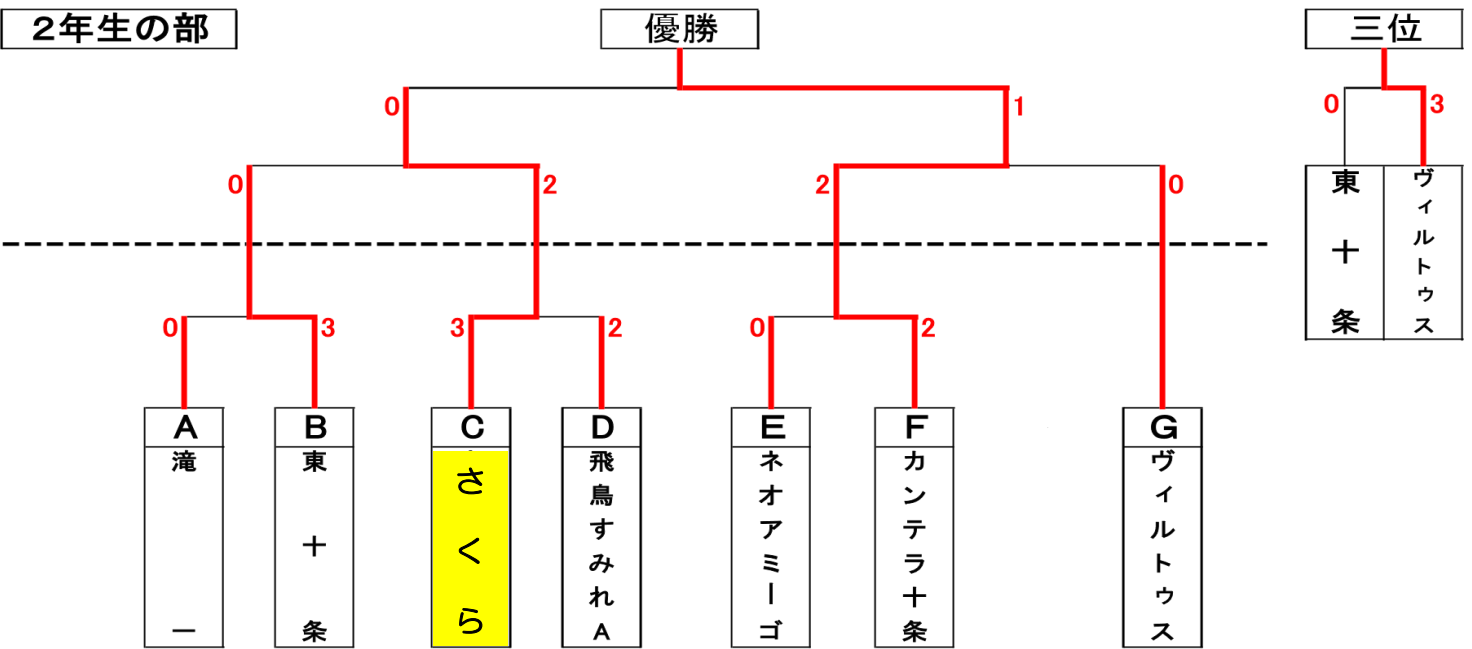 ２年生の部
優勝
三位
0
1
0
3
0
2
2
0
東十条
ヴィルトゥス
0
3
3
2
0
2
A
B
C
D
E
F
G
滝一
東十条
さくら
飛鳥すみれA
ネオアミーゴ
カンテラ十条
ヴィルトゥス